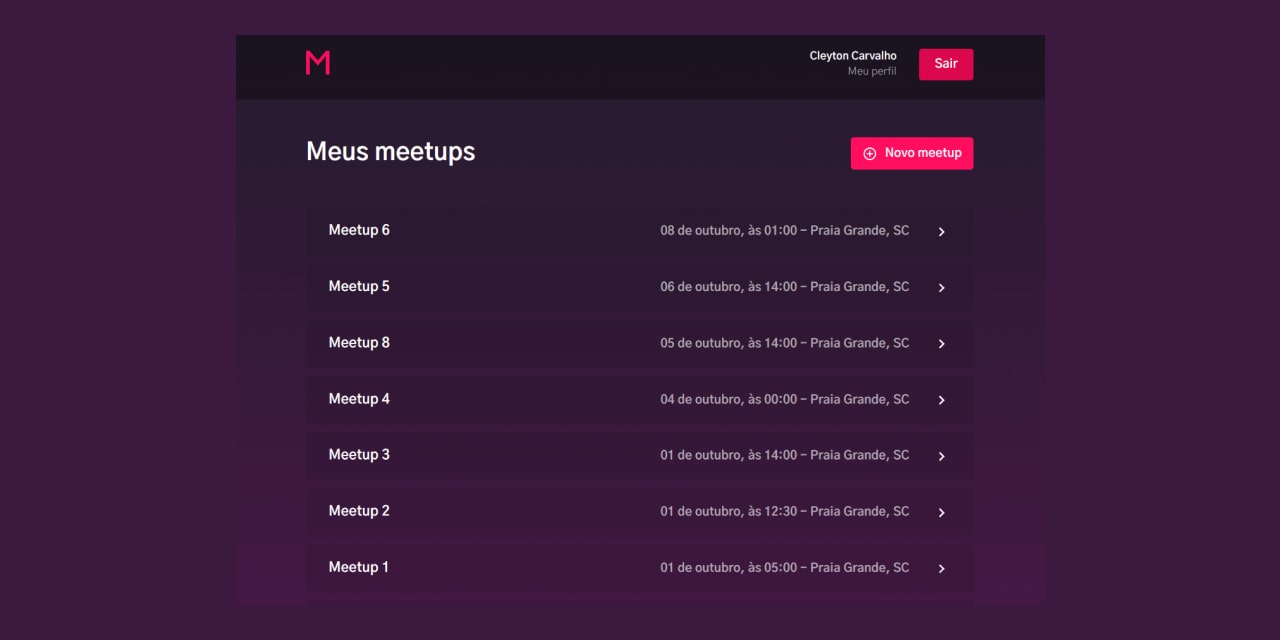 M
Cleyton Carvalho
Meu perfil
Sair
Meus meetups
Novo meetup
Meetup 6 08 de outubro, às 01:00 – Praia Grande, SC
Meetup 5 06 de outubro, às 14:00 – Praia Grande, SC
Meetup 8 05 de outubro, às 14:00 – Praia Grande, SC
Meetup 4 04 de outubro, às 00:00 – Praia Grande, SC
Meetup 3 01 de outubro, às 14:00 – Praia Grande, SC
Meetup 2 01 de outubro, às 12:30 – Praia Grande, SC
Meetup 1 01 de outubro, às 05:00 – Praia Grande, SC